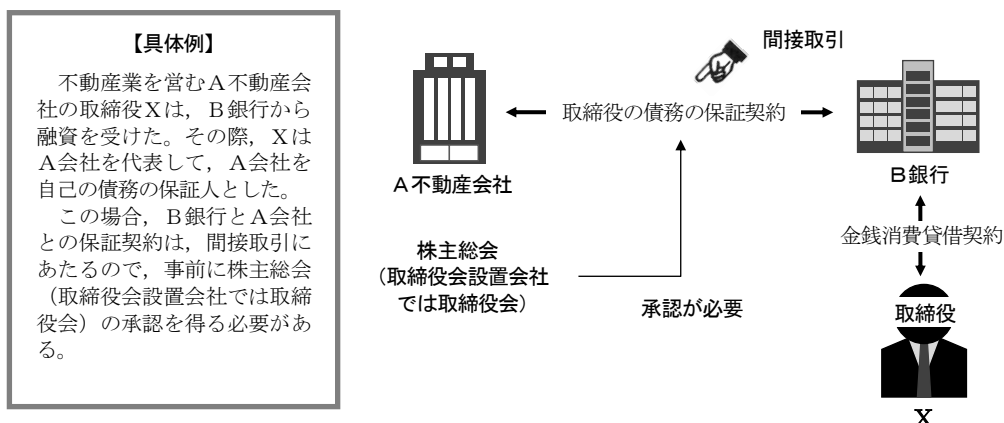 【具体例】
不動産業を営むA不動産会
社の取締役Xは，B銀行から
融資を受けた。その際，Xは
A会社を代表して，A会社を
自己の債務の保証人とした。
この場合，B銀行とA会社
との保証契約は，間接取引に
あたるので，事前に株主総会
（取締役会設置会社では取締
役会）の承認を得る必要があ
る。
間接取引
取締役の債務の保証契約
A不動産会社
B銀行
金銭消費貸借契約
株主総会
（取締役会設置会社
では取締役会）
承認が必要
取締役
X